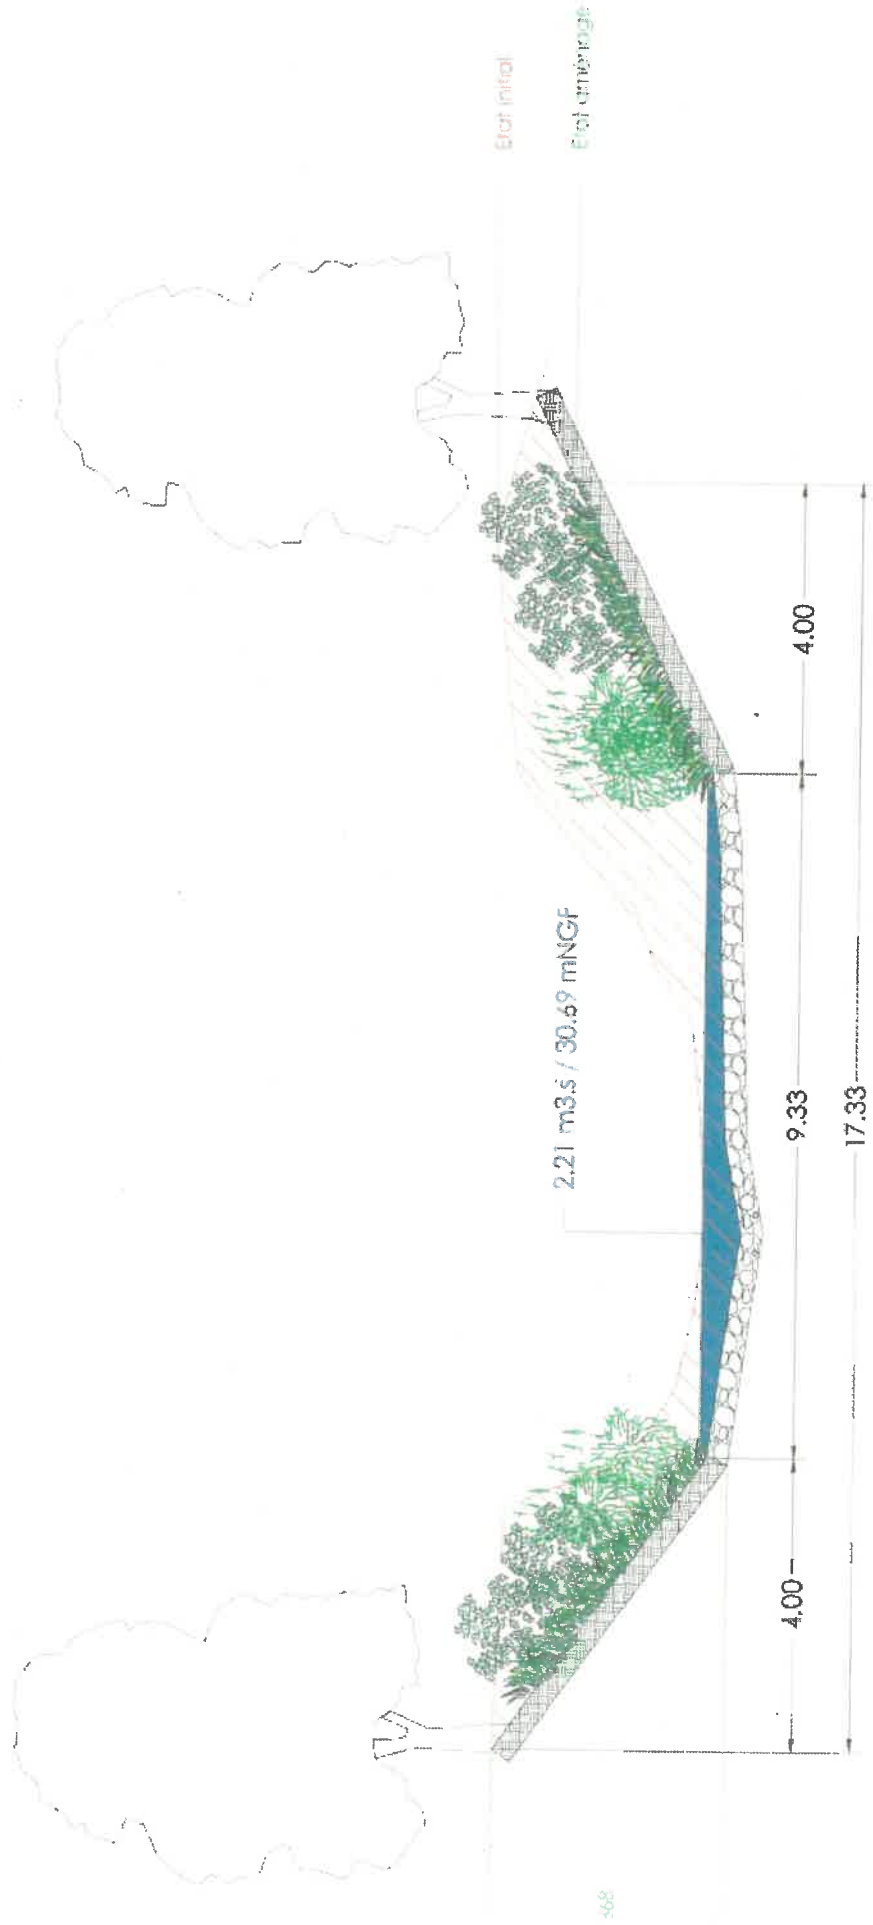 Etat initial
Etat aménagé
2,21 m3.s / 30.69 mNGF
4.00
9.33
4.00
17.33